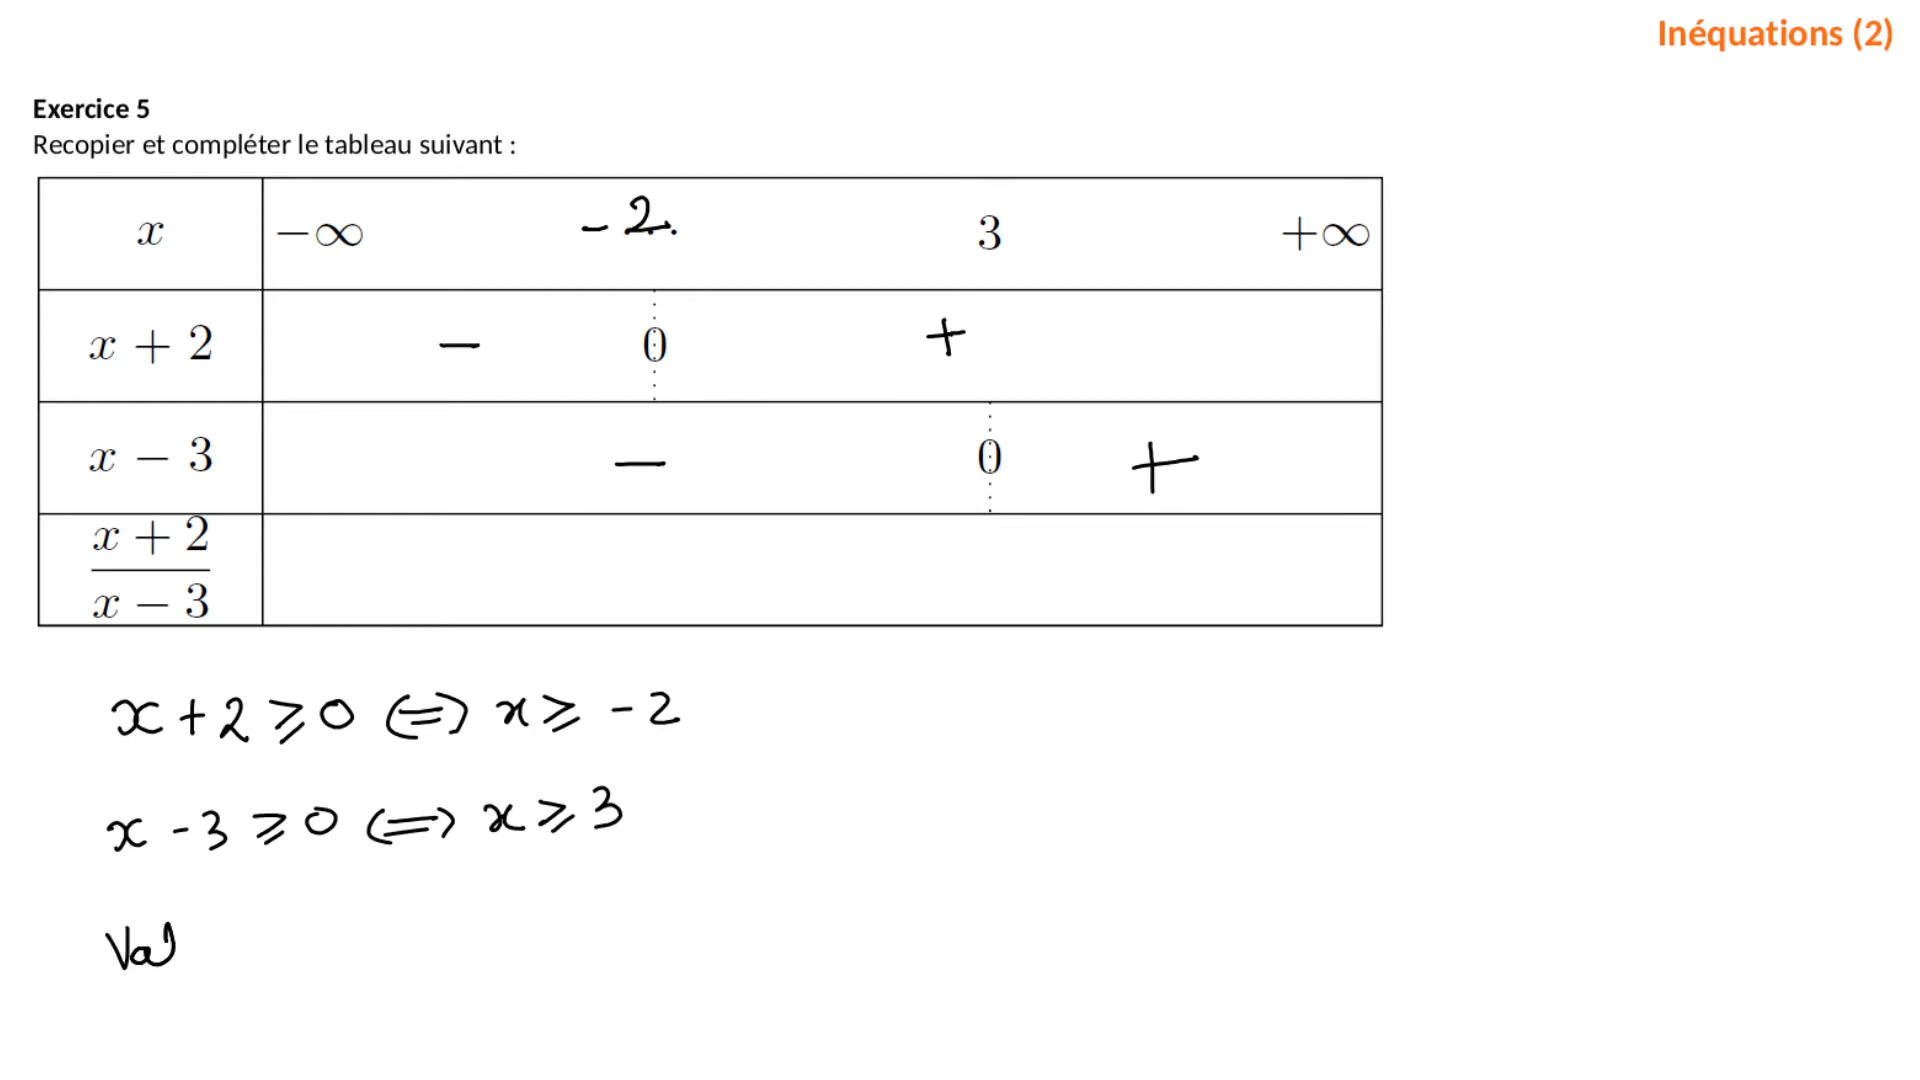 Inéquations (2)
Exercice 5
Recopier et compléter le tableau suivant :
x −∞ -2 3 +∞
x + 2 − 0 +
x − 3 − 0 +
x + 2
x − 3
x + 2 ⩾ 0 (=) x ⩾ -2
x - 3 ⩾ 0 (=) x ⩾ 3
Val